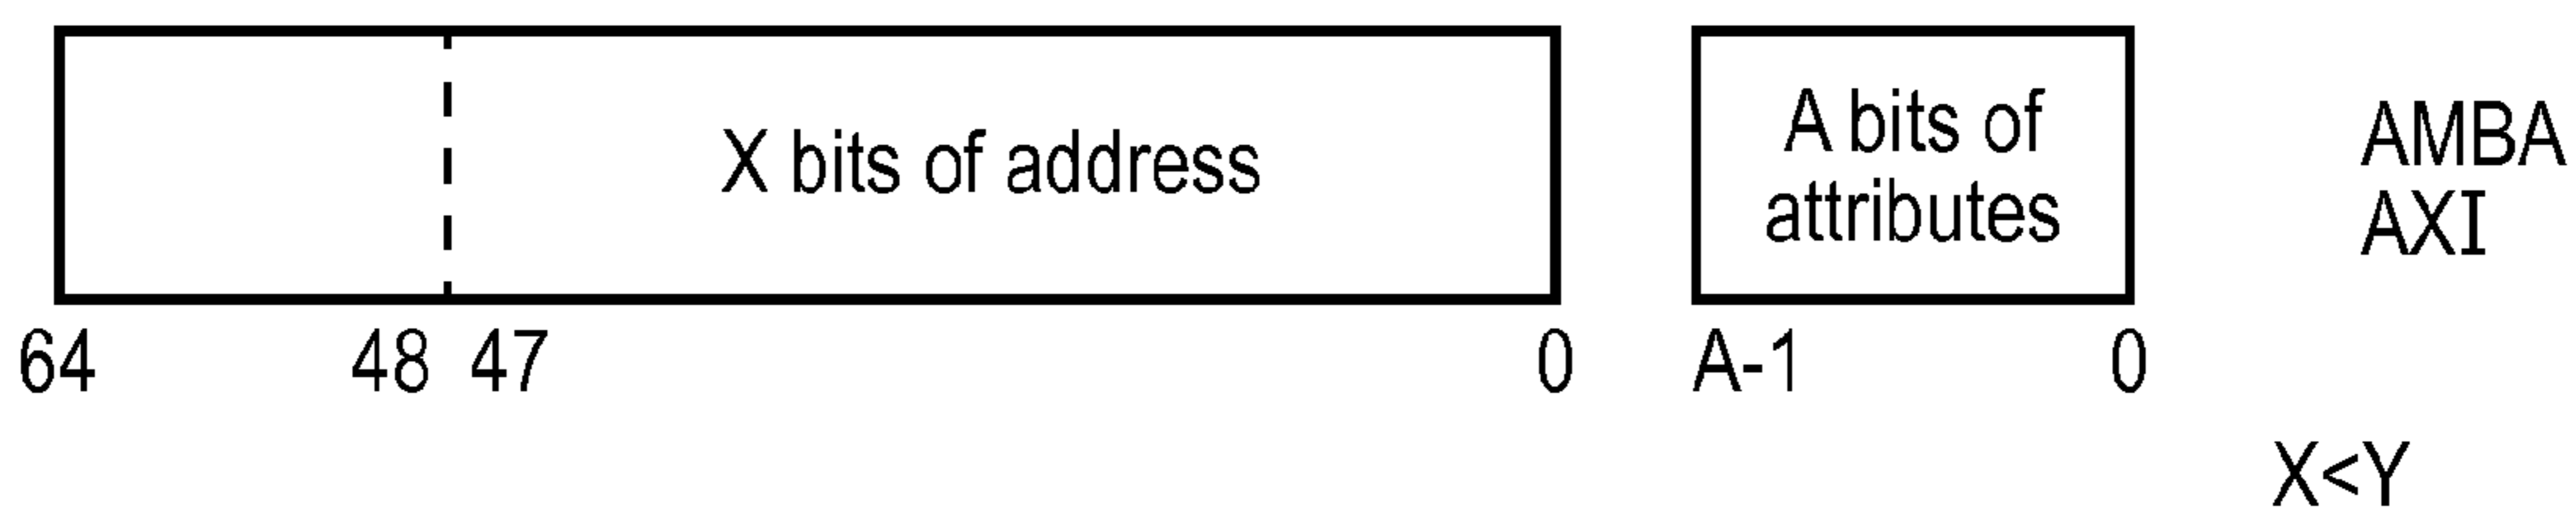 X bits of address
A bits of
attributes
AMBA
AXI
64 48 47 0 A-1 0
X<Y